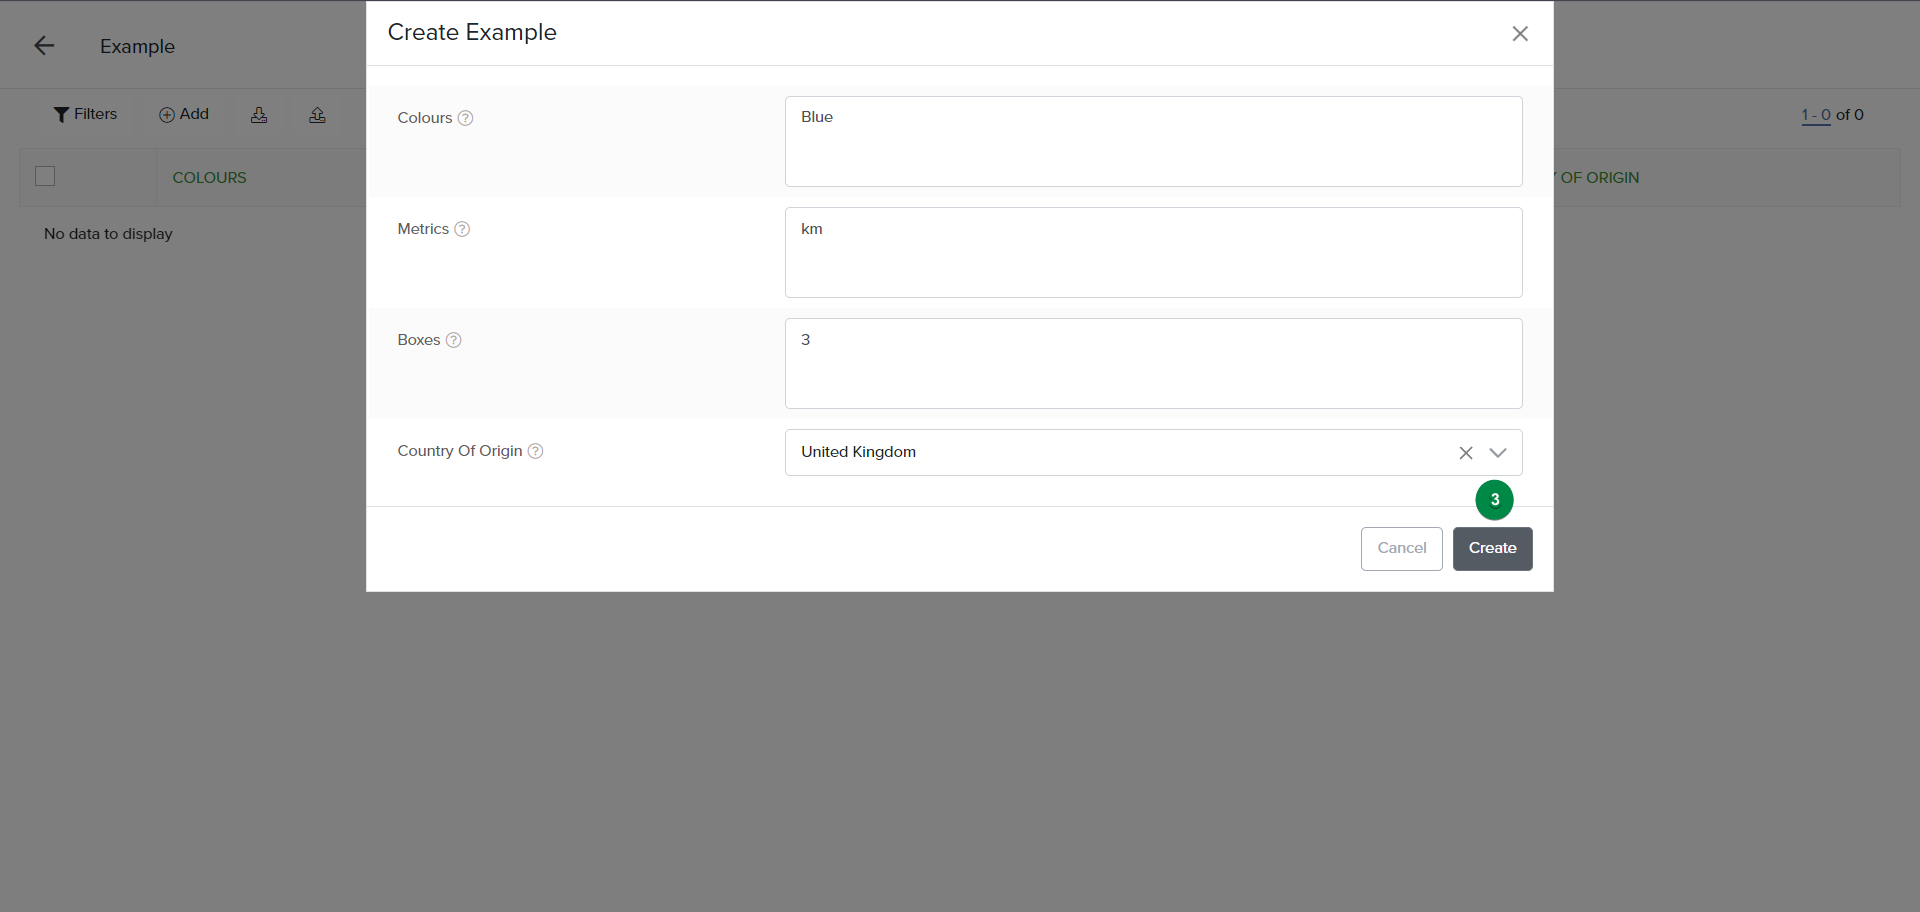 Create Example
Example
Filters
Add
1 - 0 of 0
COLOURS
OF ORIGIN
No data to display
Colours ?
Blue
Metrics ?
km
Boxes ?
3
Country Of Origin ?
United Kingdom
3
Cancel
Create